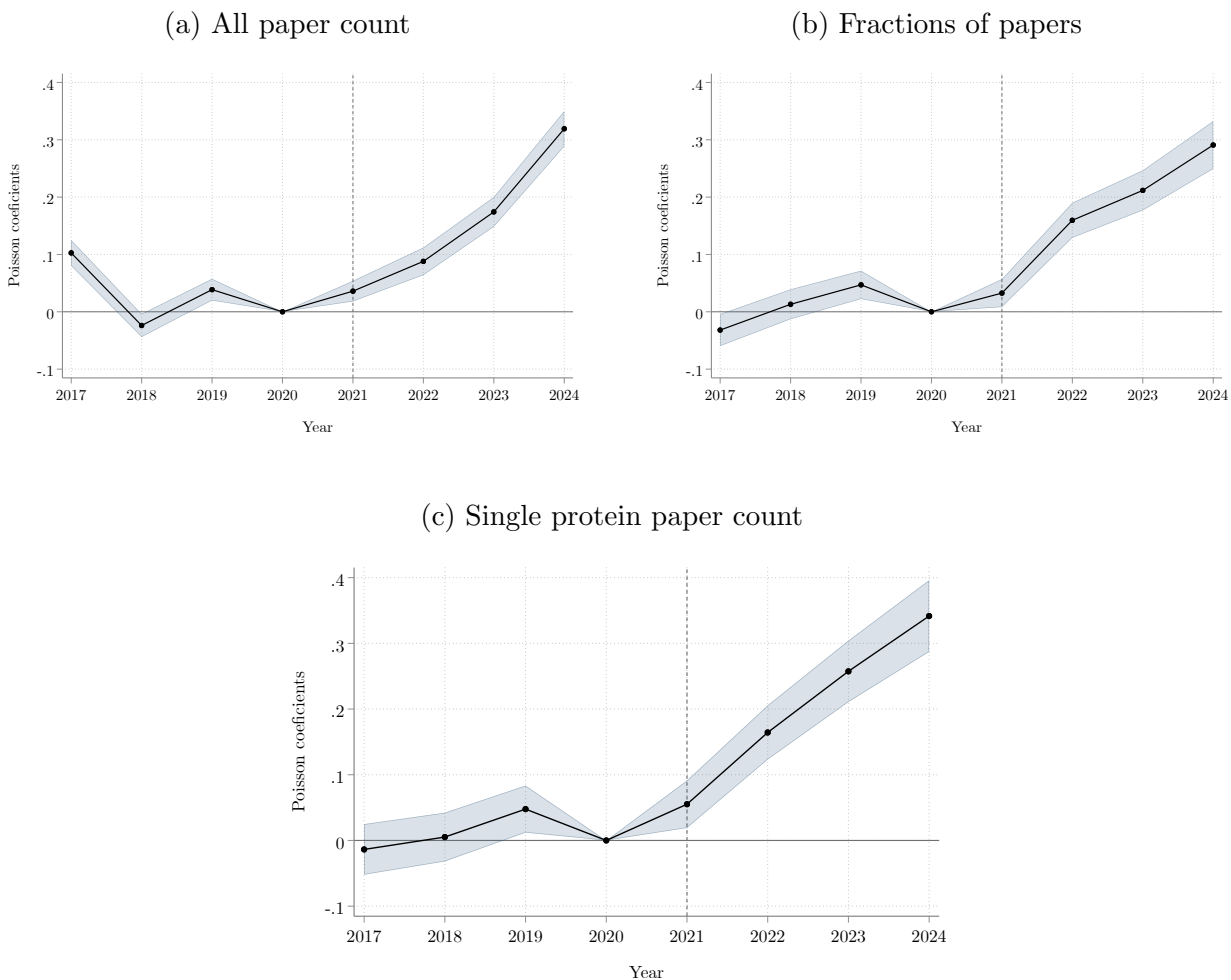 (a) All paper count
.4
.3
.2
.1
0
-.1
Poisson coeficients
2017 2018 2019 2020 2021 2022 2023 2024
Year
(b) Fractions of papers
.4
.3
.2
.1
0
-.1
Poisson coeficients
2017 2018 2019 2020 2021 2022 2023 2024
Year
(c) Single protein paper count
.4
.3
.2
.1
0
-.1
Poisson coeficients
2017 2018 2019 2020 2021 2022 2023 2024
Year